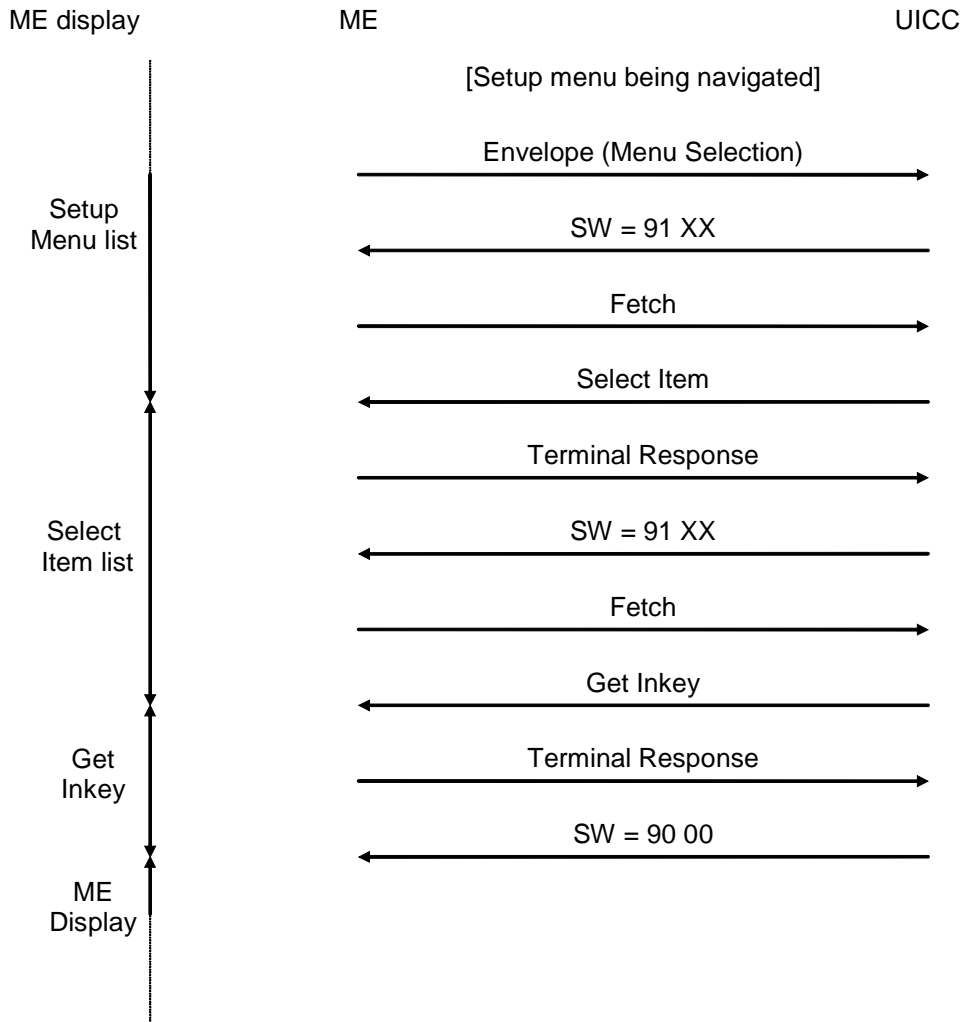 ME display
ME
UICC
[Setup menu being navigated]
Envelope (Menu Selection)
Setup
Menu list
SW = 91 XX
Fetch
Select Item
Terminal Response
Select
Item list
SW = 91 XX
Fetch
Get Inkey
Get
Inkey
Terminal Response
SW = 90 00
ME
Display